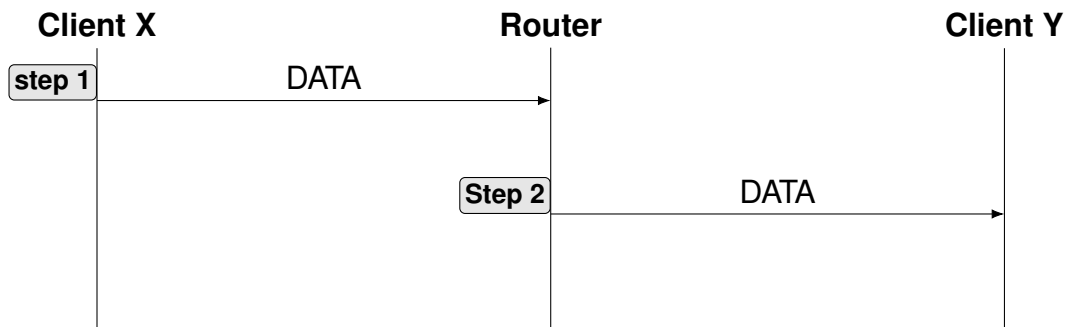 Client X Router Client Y
step 1 DATA
Step 2 DATA